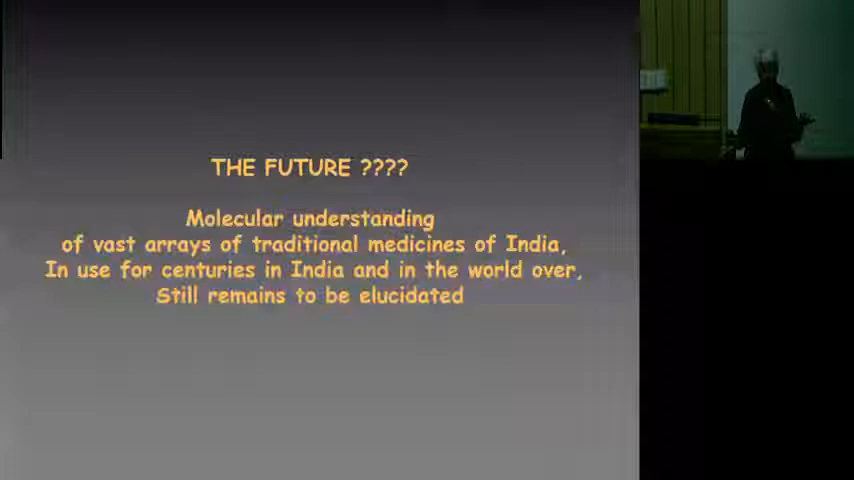 THE FUTURE ????
Molecular understanding
of vast arrays of traditional medicines of India,
In use for centuries in India and in the world over,
Still remains to be elucidated